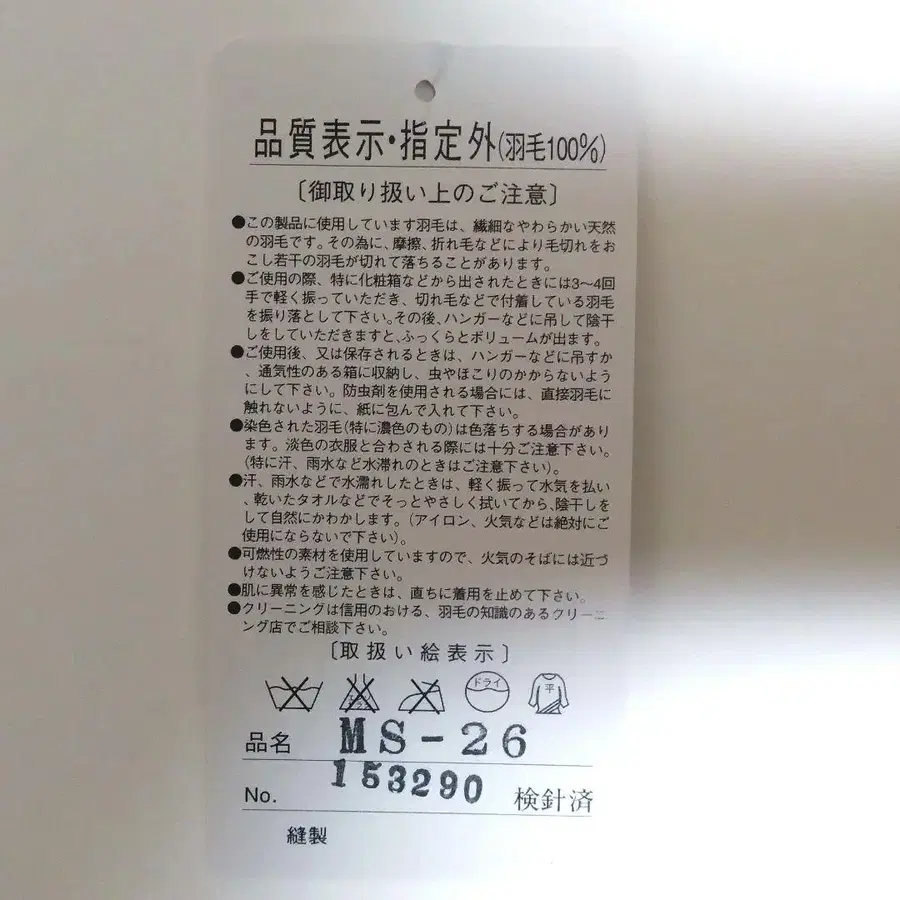 品質表示・指定外(羽毛100%)
〔御取り扱い上のご注意〕
●この製品に使用しています羽毛は、繊細なやわらかい天然
の羽毛です。その為に、摩擦、折れ毛などにより毛切れをお
こし若干の羽毛が切れて落ちることがあります。
●ご使用の際、特に化粧箱などから出されたときには3〜4回
手で軽く振っていただき、切れ毛などで付着している羽毛
を振り落として下さい。その後、ハンガーなどに吊して陰干
しをしていただきますと、ふっくらとボリュームが出ます。
●ご使用後、又は保存されるときは、ハンガーなどに吊すか
、通気性のある箱に収納し、虫やほこりのかからないよう
にして下さい。防虫剤を使用される場合には、直接羽毛に
触れないように、紙に包んで入れて下さい。
●染色された羽毛(特に濃色のもの)は色落ちする場合があり
ます。淡色の衣服と合わされる際には十分ご注意下さい。
(特に汗、雨水など水滞れのときはご注意下さい)。
●汗、雨水などで水濡れしたときは、軽く振って水気を払い
、乾いたタオルなどでそっとやさしく拭いてから、陰干しを
して自然にかわかします。(アイロン、火気などは絶対にご
使用にならないで下さい)。
●可燃性の素材を使用していますので、火気のそばには近づ
けないようご注意下さい。
●肌に異常を感じたときは、直ちに着用を止めて下さい。
●クリーニングは信用のおける、羽毛の知識のあるクリーニ
ング店でご相談下さい。
〔取扱い絵表示〕
ドライ 平
品名 MS-26
No. 153290 検針済
縫製